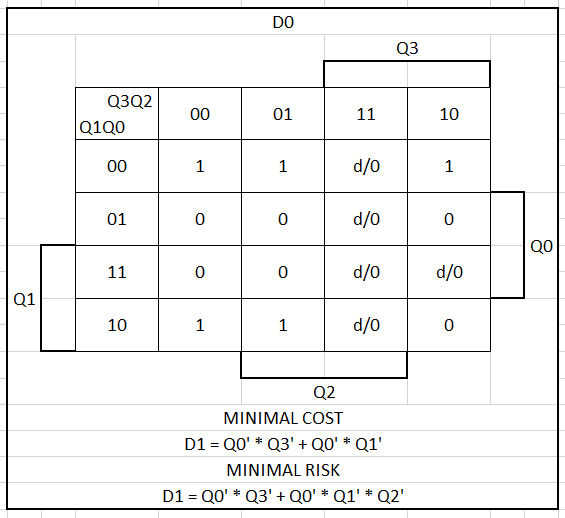 D0
Q3
Q3Q2
Q1Q0 00 01 11 10
00 1 1 d/0 1
01 0 0 d/0 0
Q0
11 0 0 d/0 d/0
Q1
10 1 1 d/0 0
Q2
MINIMAL COST
D1 = Q0' * Q3' + Q0' * Q1'
MINIMAL RISK
D1 = Q0' * Q3' + Q0' * Q1' * Q2'